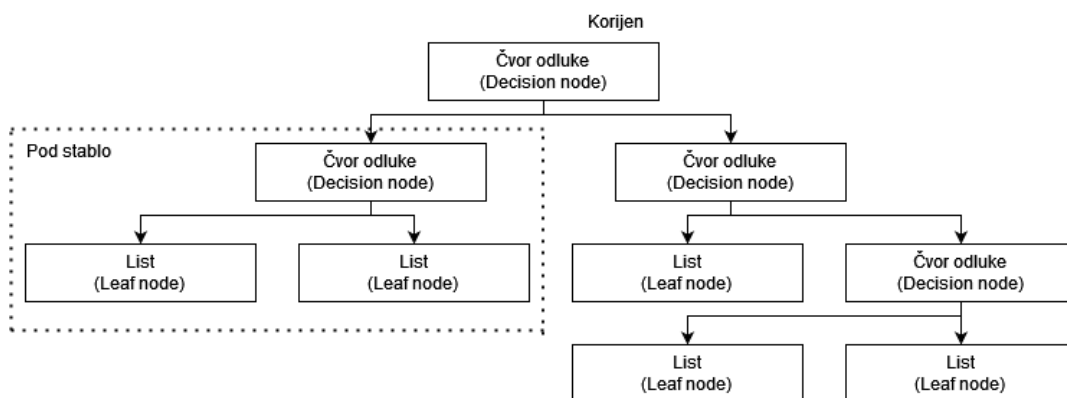 Korijen
Čvor odluke
(Decision node)
Pod stablo
Čvor odluke
(Decision node)
Čvor odluke
(Decision node)
List
(Leaf node)
List
(Leaf node)
List
(Leaf node)
Čvor odluke
(Decision node)
List
(Leaf node)
List
(Leaf node)